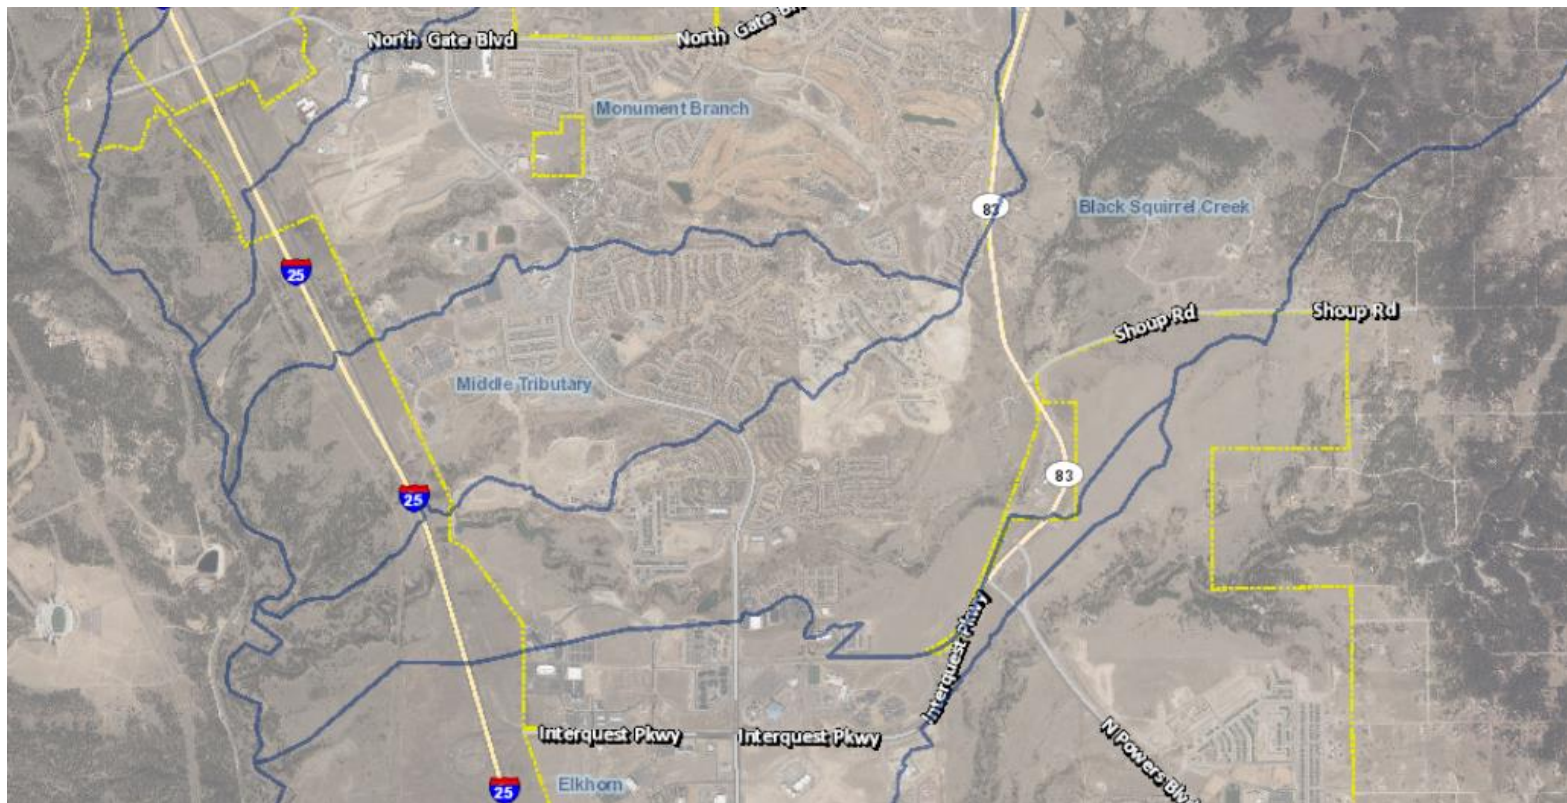 North Gate Blvd
North Gate Blvd
Monument Branch
83
Black Squirrel Creek
25
Shoup Rd
Shoup Rd
Middle Tributary
83
25
Interquest Pkwy
Interquest Pkwy
Interquest Pkwy
N Powers Blvd
Elkhorn
25